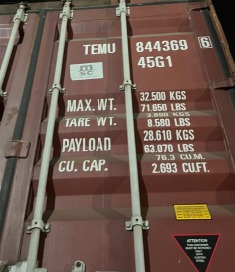 TEMU 844369 6
45G1
MSC
MAX. WT. 32.500 KGS
71.650 LBS
TARE WT. 3.890 KGS
8.580 LBS
PAYLOAD 28.610 KGS
63.070 LBS
CU. CAP. 76.3 CU.M.
2.693 CU.FT.
ATTENTION